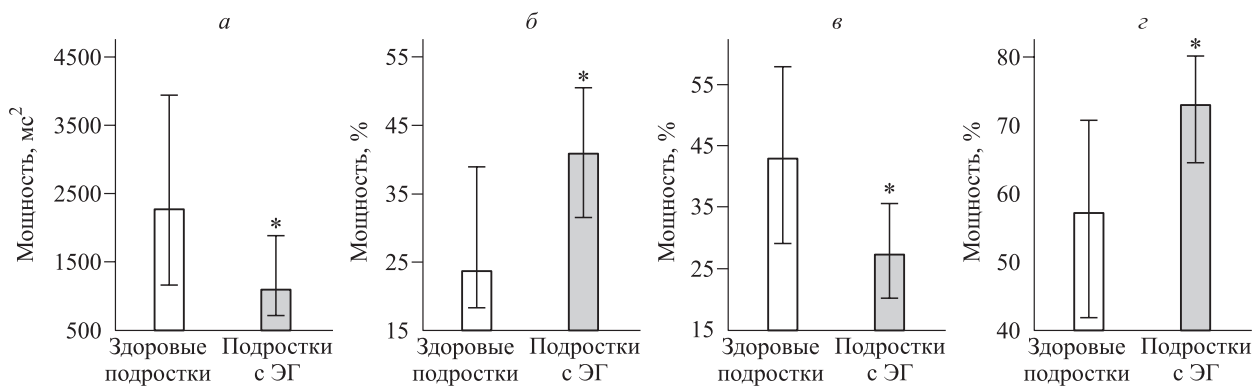 а
Мощность, мс²
4500
3500
2500
1500
500
*
Здоровые подростки
Подростки с ЭГ
б
Мощность, %
55
45
35
25
15
*
Здоровые подростки
Подростки с ЭГ
в
Мощность, %
55
45
35
25
15
*
Здоровые подростки
Подростки с ЭГ
г
Мощность, %
80
70
60
50
40
*
Здоровые подростки
Подростки с ЭГ